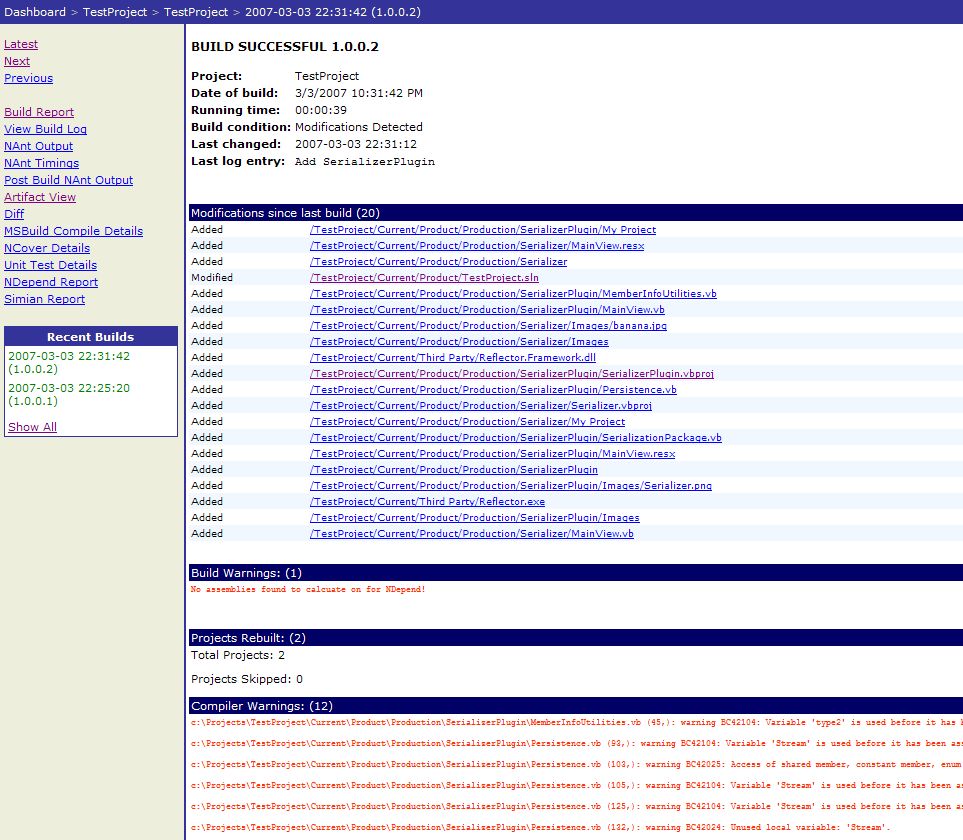 Dashboard > TestProject > TestProject > 2007-03-03 22:31:42 (1.0.0.2)
Latest
Next
Previous
Build Report
View Build Log
NAnt Output
NAnt Timings
Post Build NAnt Output
Artifact View
Diff
MSBuild Compile Details
NCover Details
Unit Test Details
NDepend Report
Simian Report
Recent Builds
2007-03-03 22:31:42
(1.0.0.2)
2007-03-03 22:25:20
(1.0.0.1)
Show All
BUILD SUCCESSFUL 1.0.0.2
Project: TestProject
Date of build: 3/3/2007 10:31:42 PM
Running time: 00:00:39
Build condition: Modifications Detected
Last changed: 2007-03-03 22:31:12
Last log entry: Add SerializerPlugin
Modifications since last build (20)
Added /TestProject/Current/Product/Production/SerializerPlugin/My Project
Added /TestProject/Current/Product/Production/Serializer/MainView.resx
Added /TestProject/Current/Product/Production/Serializer
Modified /TestProject/Current/Product/TestProject.sln
Added /TestProject/Current/Product/Production/SerializerPlugin/MemberInfoUtilities.vb
Added /TestProject/Current/Product/Production/SerializerPlugin/MainView.vb
Added /TestProject/Current/Product/Production/Serializer/Images/banana.jpg
Added /TestProject/Current/Product/Production/Serializer/Images
Added /TestProject/Current/Third Party/Reflector.Framework.dll
Added /TestProject/Current/Product/Production/SerializerPlugin/SerializerPlugin.vbproj
Added /TestProject/Current/Product/Production/SerializerPlugin/Persistence.vb
Added /TestProject/Current/Product/Production/Serializer/Serializer.vbproj
Added /TestProject/Current/Product/Production/Serializer/My Project
Added /TestProject/Current/Product/Production/SerializerPlugin/SerializationPackage.vb
Added /TestProject/Current/Product/Production/SerializerPlugin/MainView.resx
Added /TestProject/Current/Product/Production/SerializerPlugin
Added /TestProject/Current/Product/Production/SerializerPlugin/Images/Serializer.png
Added /TestProject/Current/Third Party/Reflector.exe
Added /TestProject/Current/Product/Production/SerializerPlugin/Images
Added /TestProject/Current/Product/Production/Serializer/MainView.vb
Build Warnings: (1)
No assemblies found to calcuate on for NDepend!
Projects Rebuilt: (2)
Total Projects: 2
Projects Skipped: 0
Compiler Warnings: (12)
c:\Projects\TestProject\Current\Product\Production\SerializerPlugin\MemberInfoUtilities.vb (45,): warning BC42104: Variable 'type2' is used before it has
c:\Projects\TestProject\Current\Product\Production\SerializerPlugin\Persistence.vb (93,): warning BC42104: Variable 'Stream' is used before it has been
c:\Projects\TestProject\Current\Product\Production\SerializerPlugin\Persistence.vb (103,): warning BC42025: Access of shared member, constant member, enum
c:\Projects\TestProject\Current\Product\Production\SerializerPlugin\Persistence.vb (105,): warning BC42104: Variable 'Stream' is used before it has been
c:\Projects\TestProject\Current\Product\Production\SerializerPlugin\Persistence.vb (125,): warning BC42104: Variable 'Stream' is used before it has been
c:\Projects\TestProject\Current\Product\Production\SerializerPlugin\Persistence.vb (132,): warning BC42024: Unused local variable: 'Stream'.